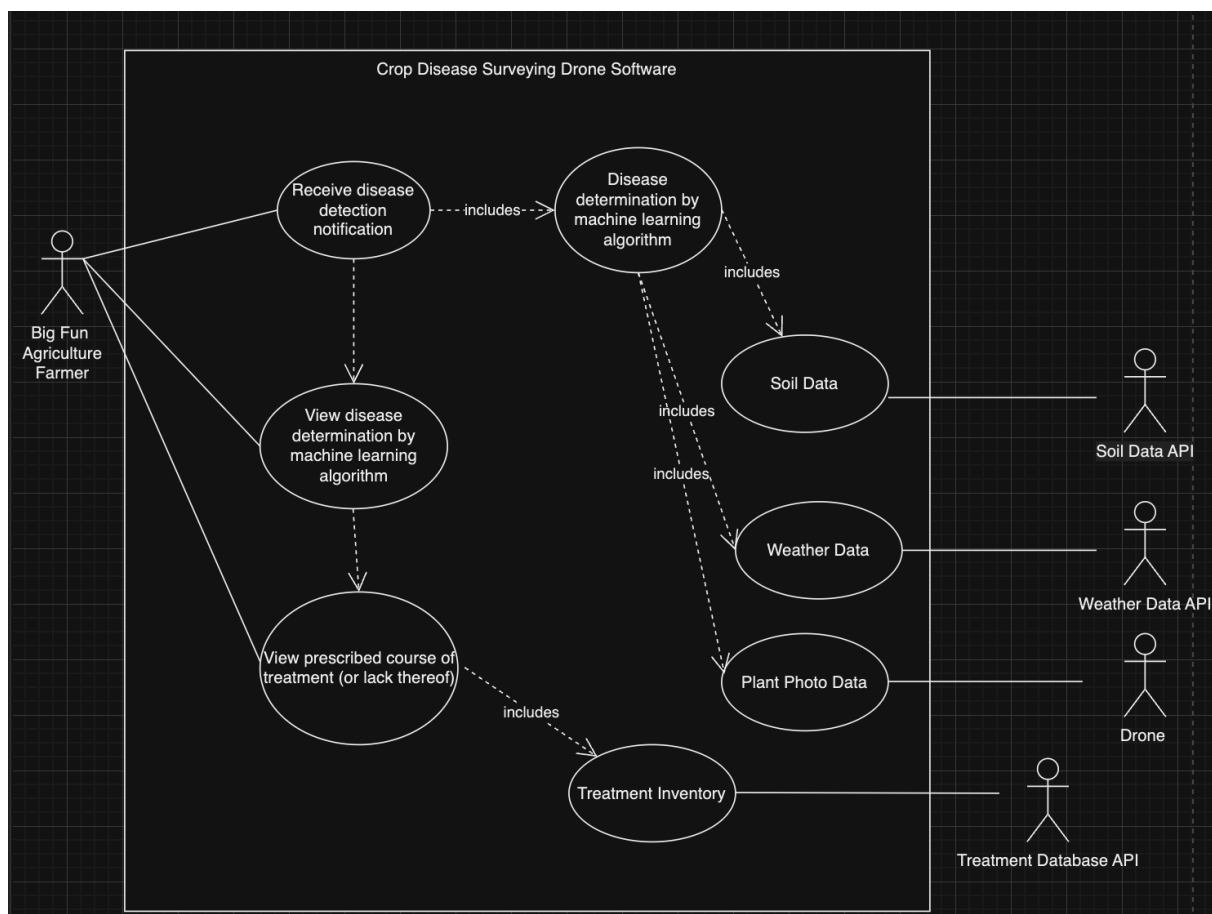 Crop Disease Surveying Drone Software
Receive disease
detection
notification
includes
Disease
determination by
machine learning
algorithm
includes
Big Fun
Agriculture
Farmer
Soil Data
Soil Data API
View disease
determination by
machine learning
algorithm
includes
includes
Weather Data
Weather Data API
View prescribed course of
treatment (or lack thereof)
Plant Photo Data
Drone
includes
Treatment Inventory
Treatment Database API